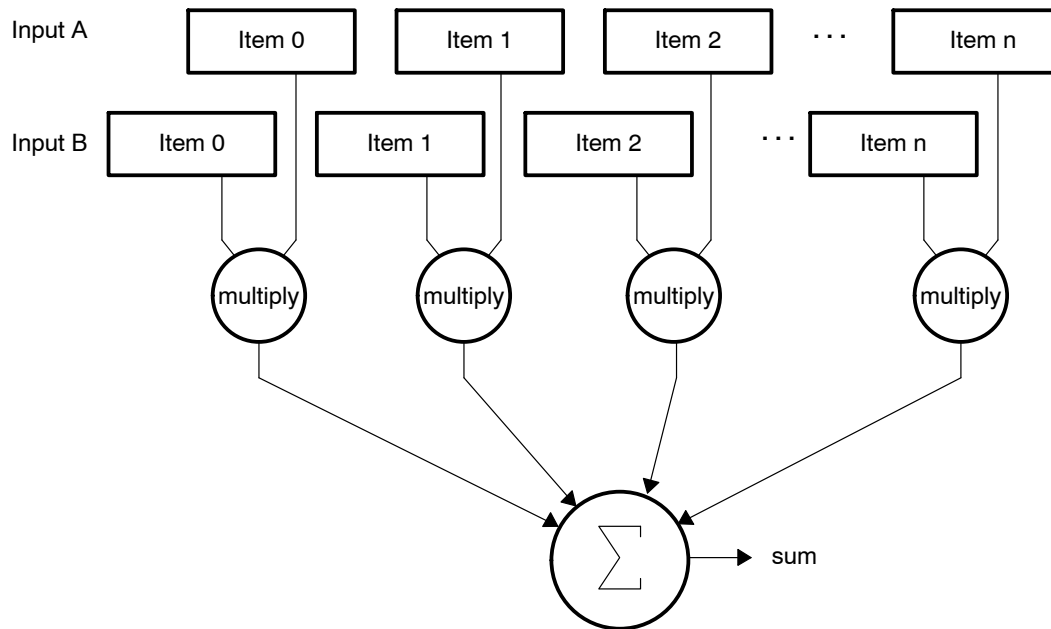 Input A
Item 0
Item 1
Item 2
. . .
Item n
Input B
Item 0
Item 1
Item 2
. . .
Item n
multiply
multiply
multiply
multiply
∑
sum